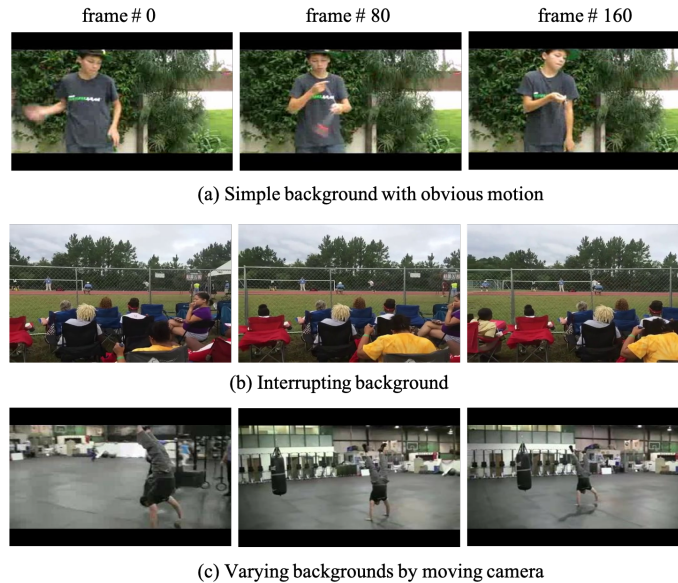 frame # 0
frame # 80
frame # 160
(a) Simple background with obvious motion
(b) Interrupting background
(c) Varying backgrounds by moving camera